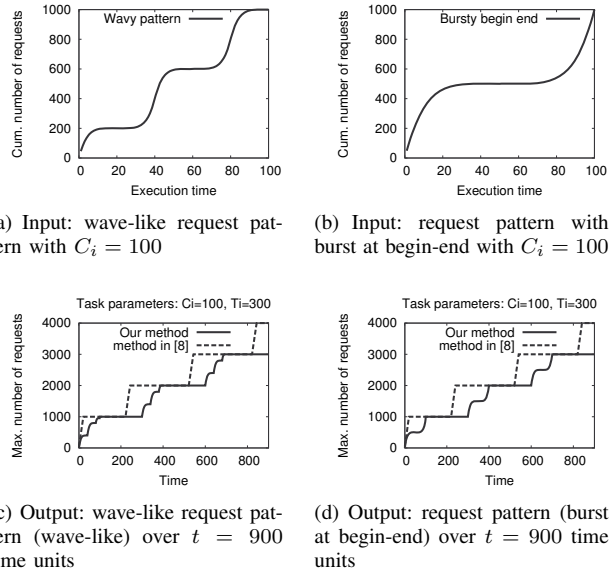 1000
800
600
400
200
0
0 20 40 60 80 100
Cum. number of requests
Execution time
Wavy pattern
1000
800
600
400
200
0
0 20 40 60 80 100
Cum. number of requests
Execution time
Bursty begin end
a) Input: wave-like request pat-
ern with C_i = 100
(b) Input: request pattern with
burst at begin-end with C_i = 100
Task parameters: Ci=100, Ti=300
4000
3000
2000
1000
0
0 200 400 600 800
Max. number of requests
Time
Our method
method in [8]
Task parameters: Ci=100, Ti=300
4000
3000
2000
1000
0
0 200 400 600 800
Max. number of requests
Time
Our method
method in [8]
c) Output: wave-like request pat-
ern (wave-like) over t = 900
ime units
(d) Output: request pattern (burst
at begin-end) over t = 900 time
units